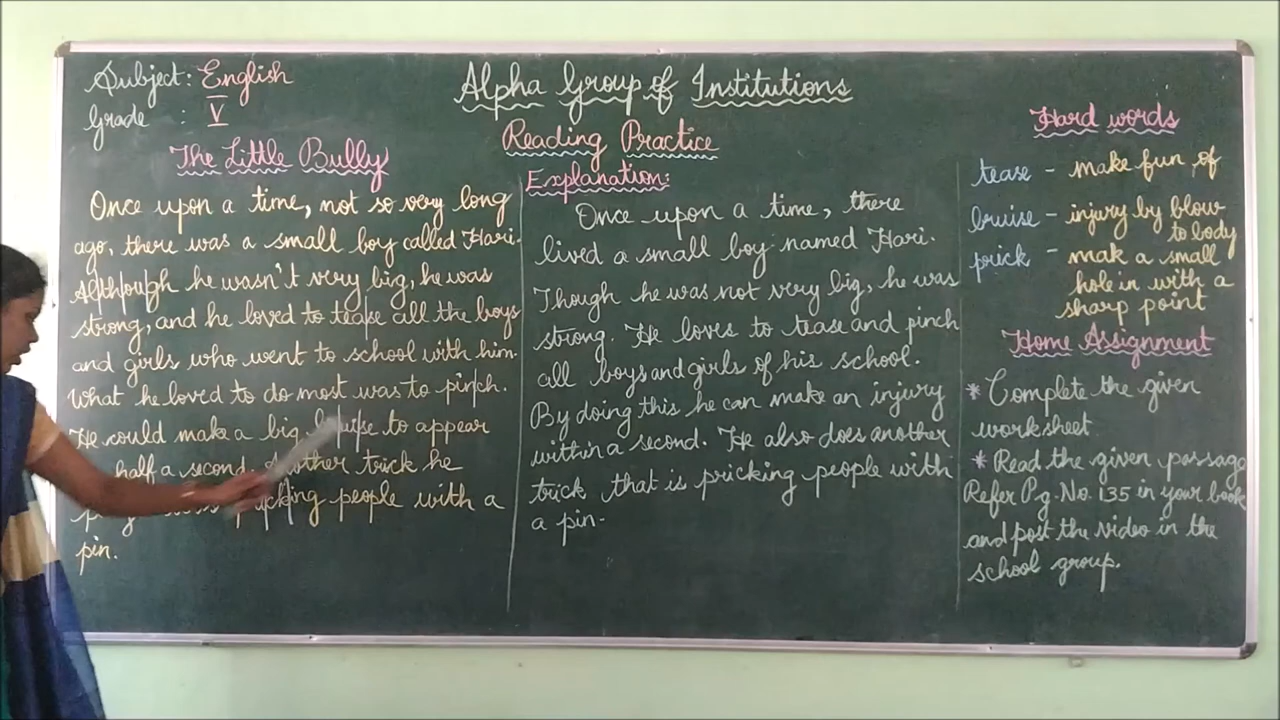 Subject: English
Grade : V
Alpha Group of Institutions
Reading Practice
The Little Bully
Once upon a time, not so very long
ago, there was a small boy called Hari.
Although he wasn't very big, he was
strong, and he loved to tease all the boys
and girls who went to school with him.
What he loved to do most was to pinch.
He could make a big bruise to appear
half a second. Another trick he
pricking people with a
pin.
Explanation:
Once upon a time, there
lived a small boy named Hari.
Though he was not very big, he was
strong. He loves to tease and pinch
all boys and girls of his school.
By doing this he can make an injury
within a second. He also does another
trick that is pricking people with
a pin.
Hard words
tease - make fun of
bruise - injury by blow
to body
prick - make a small
hole in with a
sharp point
Home Assignment
* Complete the given
worksheet
* Read the given passage
Refer Pg. No. 135 in your book
and post the video in the
school group.